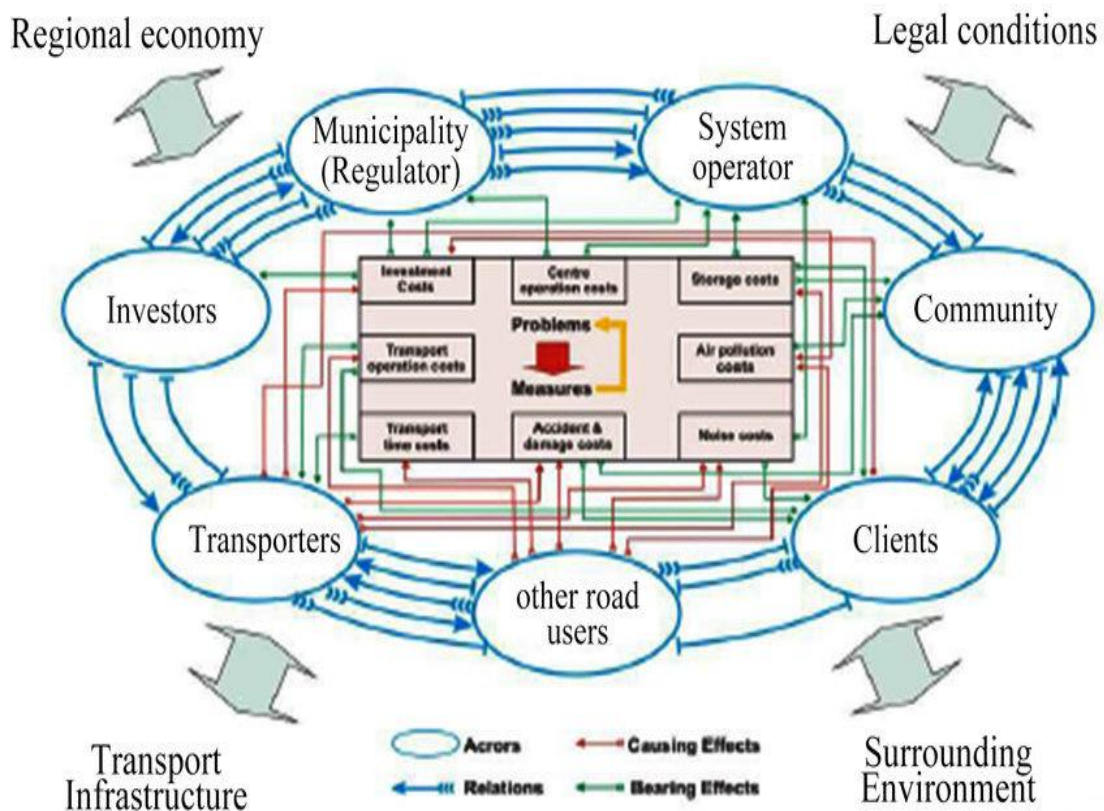 Regional economy
Legal conditions
Municipality
(Regulator)
System
operator
Investors
Community
Investment
Costs
Centre
operation costs
Storage costs
Problems
Transport
operation costs
Air pollution
costs
Measures
Transport
time costs
Accident &
damage costs
Noise costs
Transporters
Clients
other road
users
Transport
Infrastructure
Surrounding
Environment
Acrors
Causing Effects
Relations
Bearing Effects